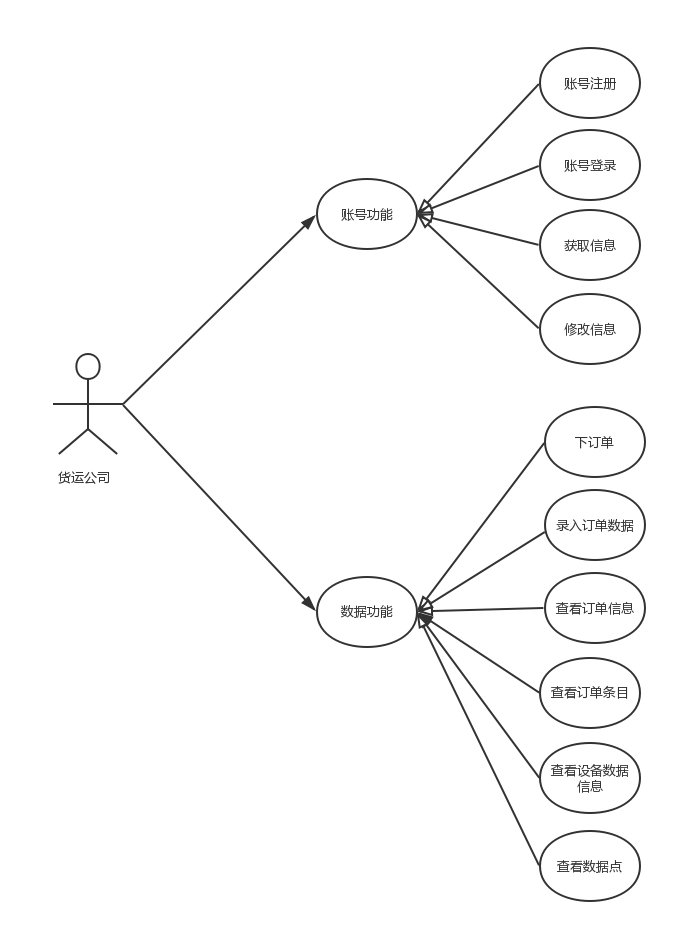 账号注册
账号登录
账号功能
获取信息
修改信息
货运公司
下订单
录入订单数据
数据功能
查看订单信息
查看订单条目
查看设备数据
信息
查看数据点